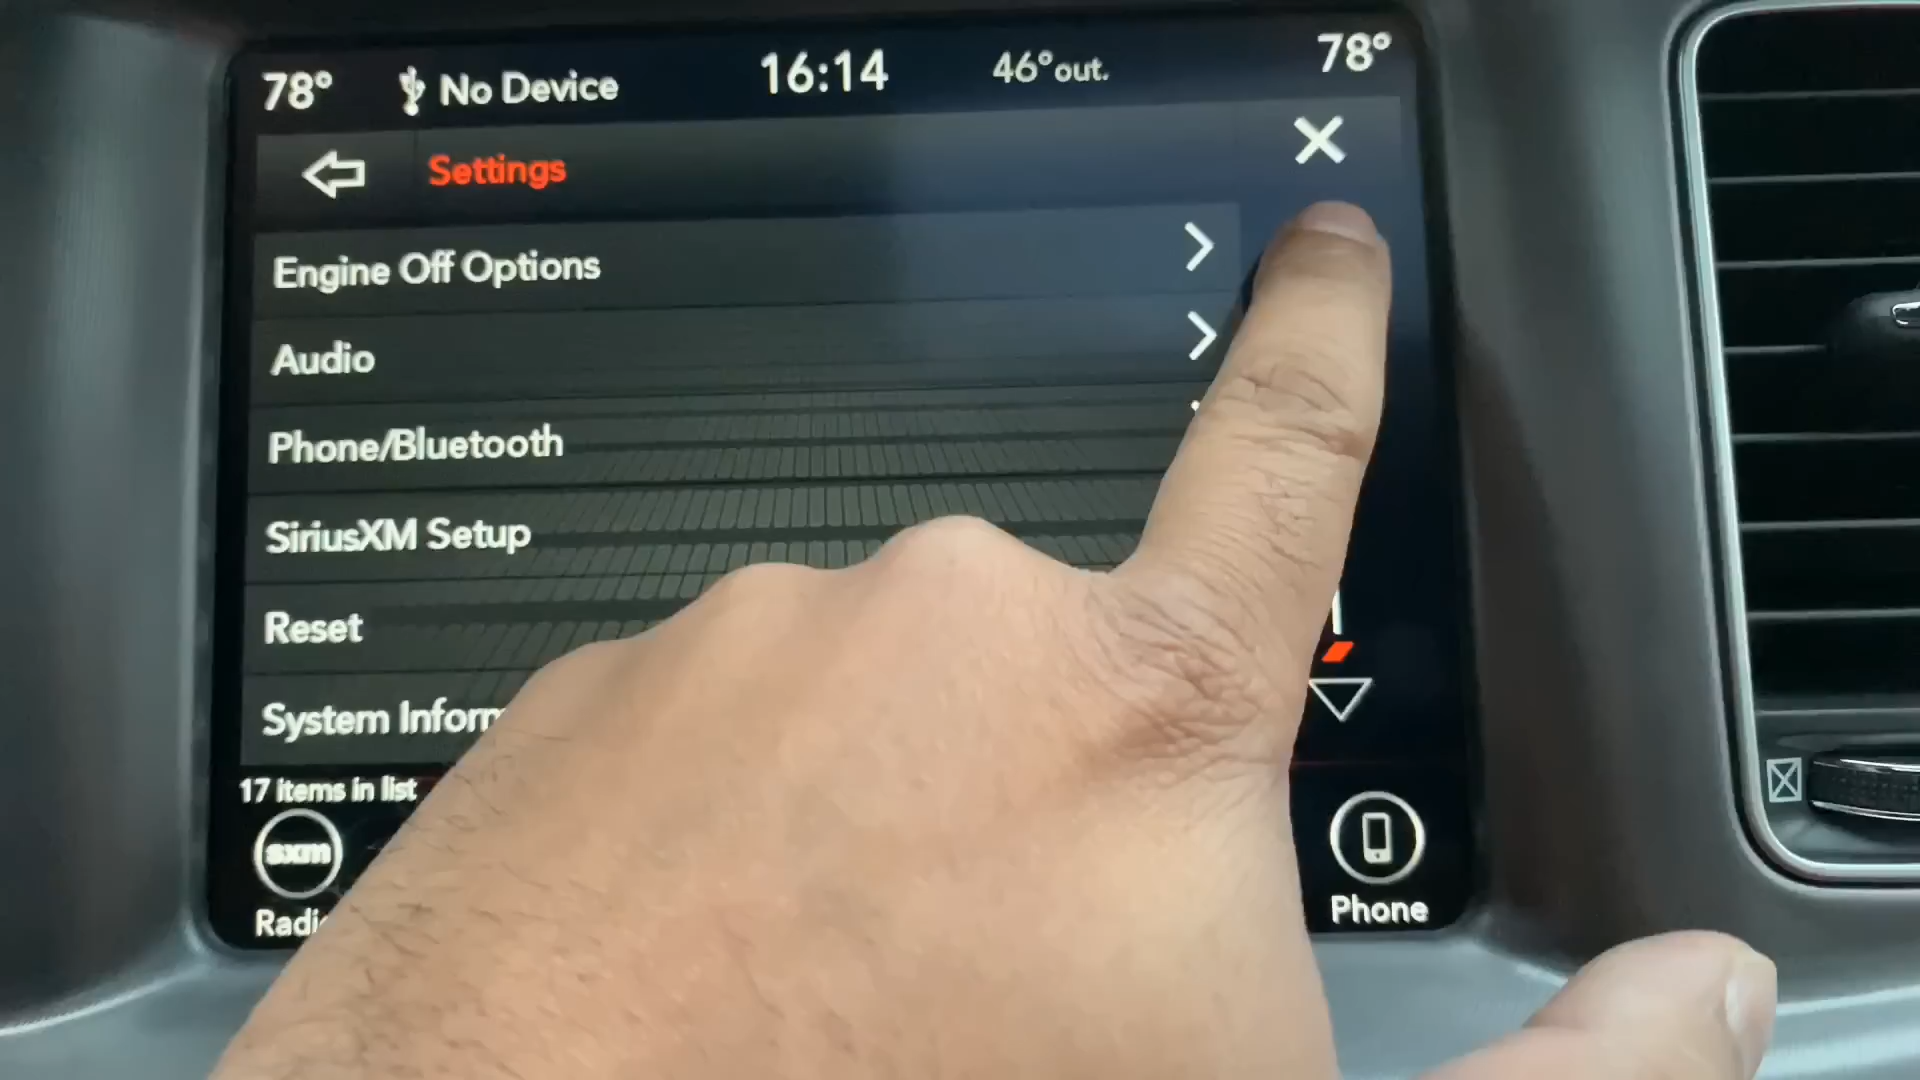 78° No Device 16:14 46°out. 78°
Settings
Engine Off Options
Audio
Phone/Bluetooth
SiriusXM Setup
Reset
System
17 items in list
sxm
Phone